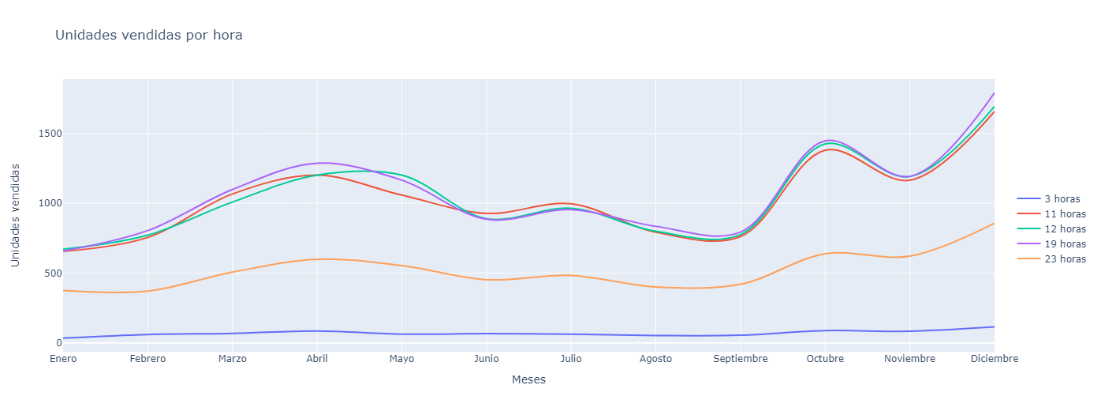 Unidades vendidas por hora
Unidades vendidas
1500
1000
500
0
Enero Febrero Marzo Abril Mayo Junio Julio Agosto Septiembre Octubre Noviembre Diciembre
Meses
3 horas
11 horas
12 horas
19 horas
23 horas